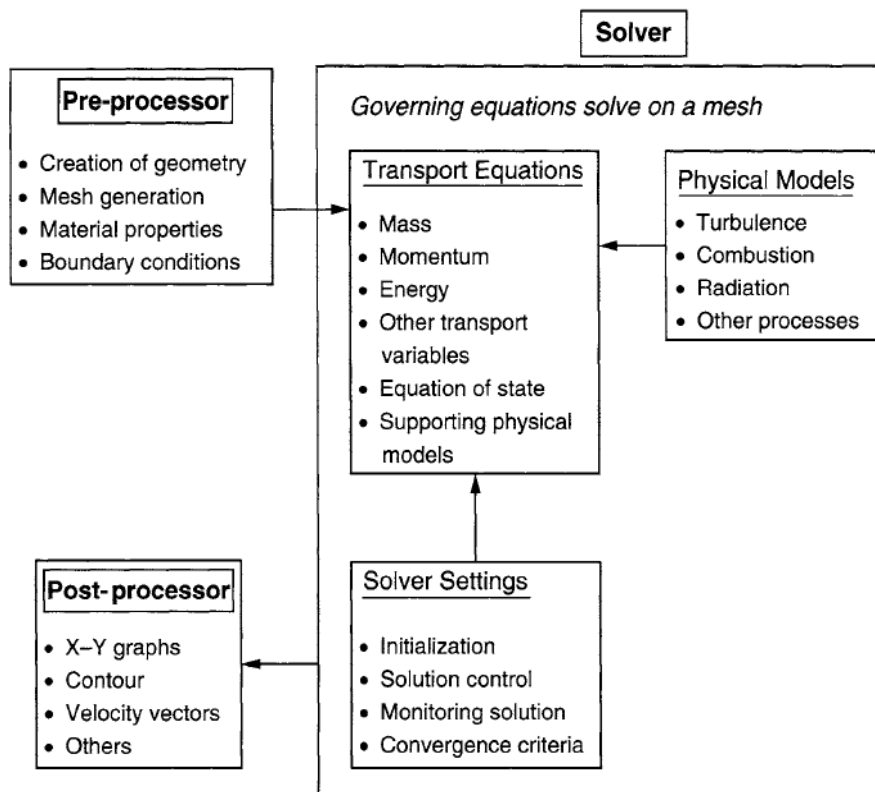 Solver
Pre-processor
• Creation of geometry
• Mesh generation
• Material properties
• Boundary conditions
Governing equations solve on a mesh
Transport Equations
• Mass
• Momentum
• Energy
• Other transport
variables
• Equation of state
• Supporting physical
models
Physical Models
• Turbulence
• Combustion
• Radiation
• Other processes
Post-processor
• X–Y graphs
• Contour
• Velocity vectors
• Others
Solver Settings
• Initialization
• Solution control
• Monitoring solution
• Convergence criteria